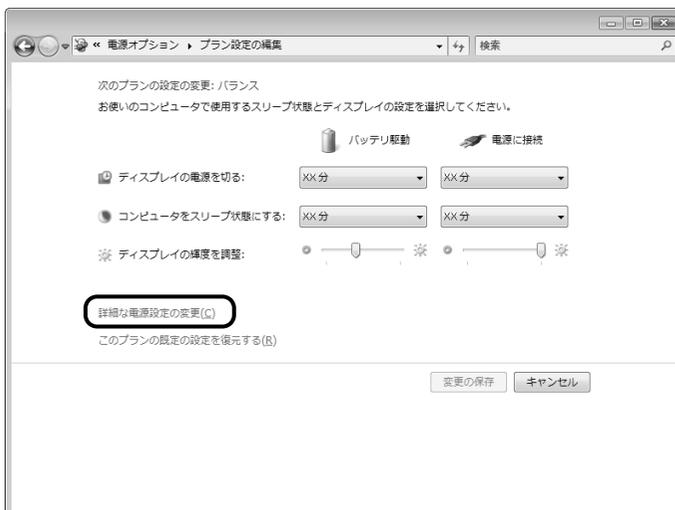 « 電源オプション ▸ プラン設定の編集
検索
次のプランの設定の変更: バランス
お使いのコンピュータで使用するスリープ状態とディスプレイの設定を選択してください。
バッテリ駆動 電源に接続
ディスプレイの電源を切る: XX分 XX分
コンピュータをスリープ状態にする: XX分 XX分
ディスプレイの輝度を調整:
詳細な電源設定の変更(C)
このプランの既定の設定を復元する(R)
変更の保存 キャンセル